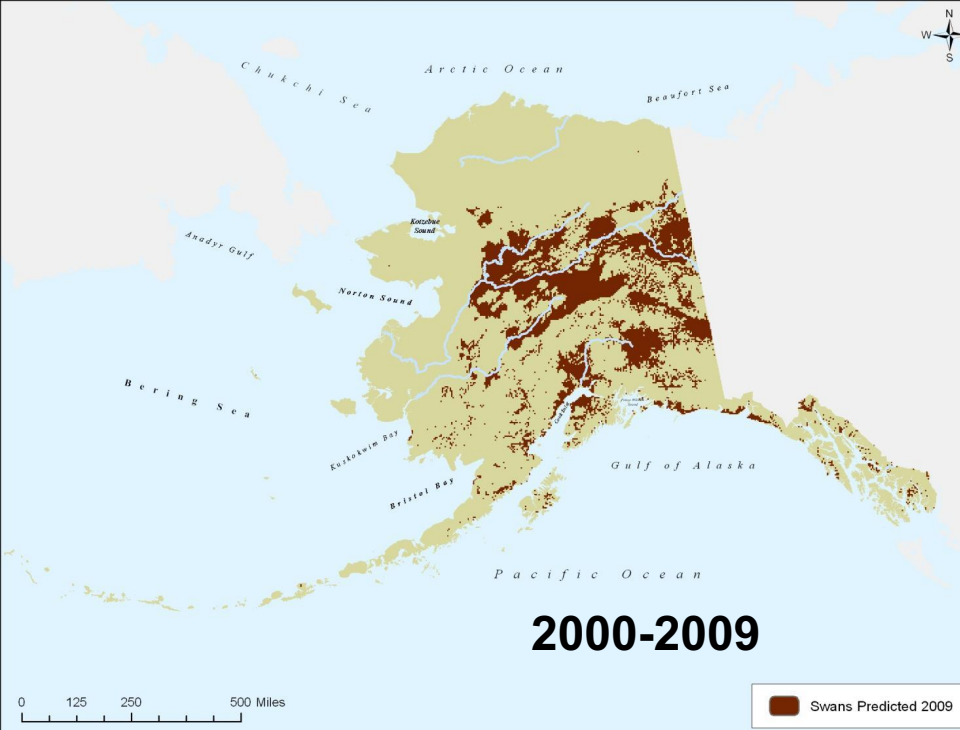 N
W
S
Chukchi Sea
Arctic Ocean
Beaufort Sea
Kotzebue
Sound
Anadyr Gulf
Norton Sound
Bering Sea
Kuskokwim Bay
Bristol Bay
Gulf of Alaska
Pacific Ocean
2000-2009
0 125 250 500 Miles
Swans Predicted 2009